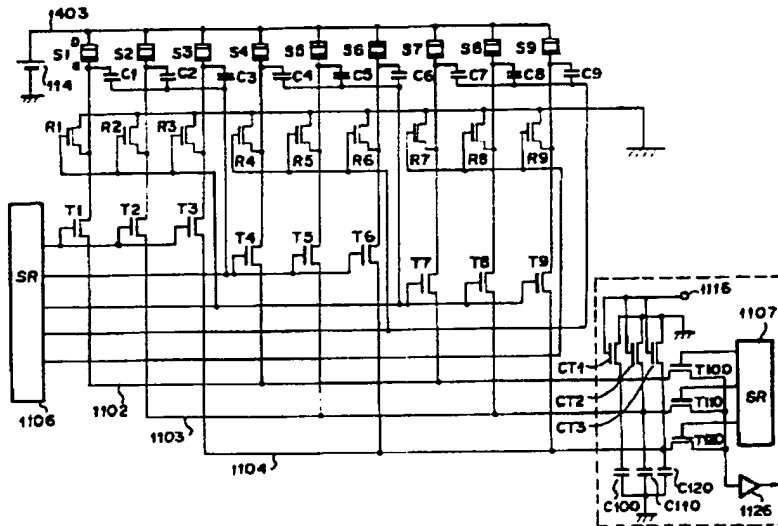 403
S1 D S2 S3 S4 S5 S6 S7 S8 S9
G
114
C1 C2 C3 C4 C5 C6 C7 C8 C9
R1 R2 R3
R4 R5 R6 R7 R8 R9
T1 T2 T3
T4 T5 T6
T7 T8 T9
SR
1106
1102
1103
1104
1115
1107
SR
CT1
CT2
CT3
T100
T110
T120
C100
C110
C120
1126